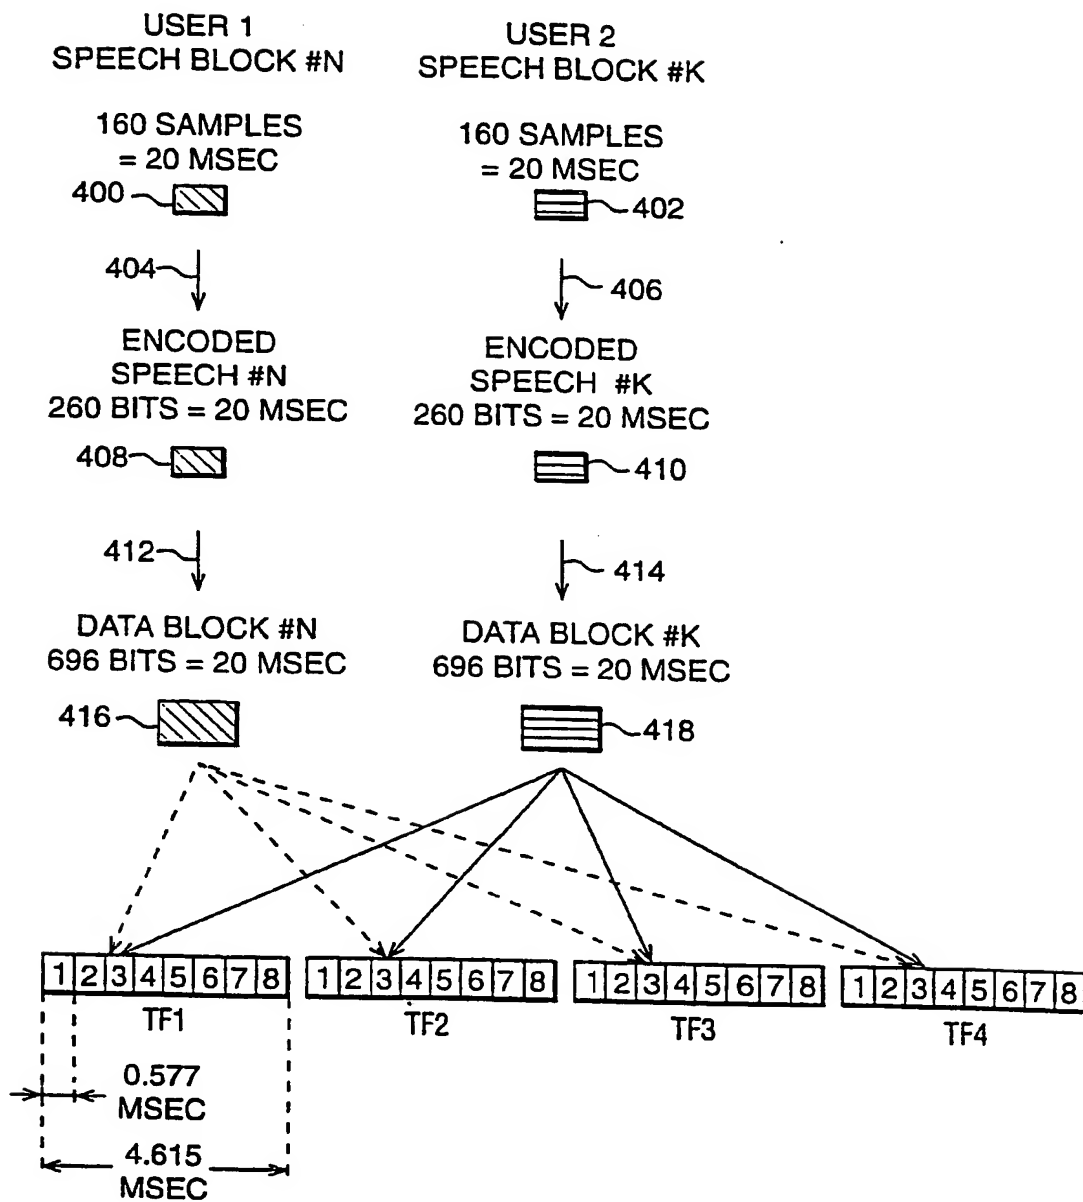 USER 1
SPEECH BLOCK #N
USER 2
SPEECH BLOCK #K
160 SAMPLES
= 20 MSEC
160 SAMPLES
= 20 MSEC
400
402
404
406
ENCODED
SPEECH #N
260 BITS = 20 MSEC
ENCODED
SPEECH #K
260 BITS = 20 MSEC
408
410
412
414
DATA BLOCK #N
696 BITS = 20 MSEC
DATA BLOCK #K
696 BITS = 20 MSEC
416
418
1 2 3 4 5 6 7 8
1 2 3 4 5 6 7 8
1 2 3 4 5 6 7 8
1 2 3 4 5 6 7 8
TF1
TF2
TF3
TF4
0.577
MSEC
4.615
MSEC